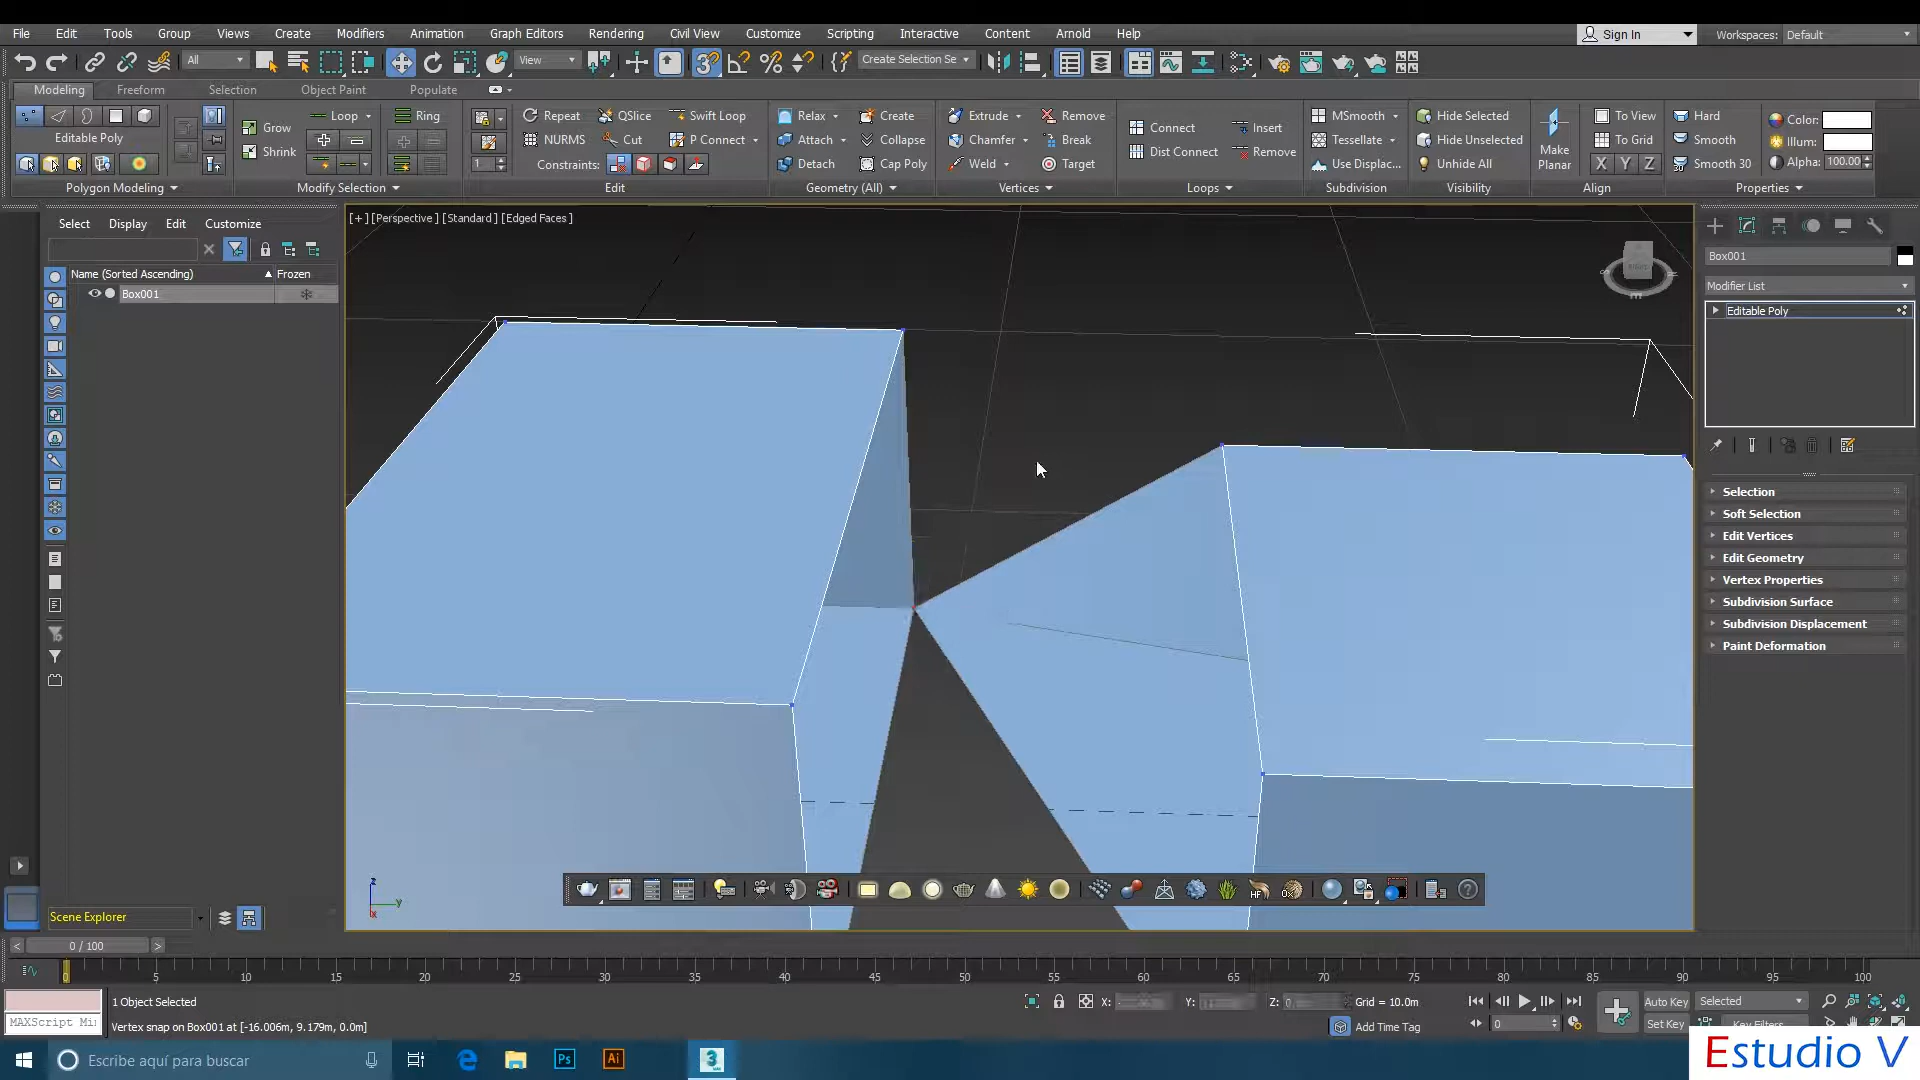 File Edit Tools Group Views Create Modifiers Animation Graph Editors Rendering Civil View Customize Scripting Interactive Content Arnold Help Sign In Workspaces: Default
All View Create Selection Se
Modeling Freeform Selection Object Paint Populate
Loop Ring Repeat QSlice Swift Loop Relax Create Extrude Remove MSmooth Hide Selected To View Hard Color:
Grow Connect Insert
Editable Poly NURMS Cut P Connect Attach Collapse Chamfer Break Tessellate Hide Unselected To Grid Smooth Illum:
Shrink Dist Connect Remove Make Planar
1 Constraints: Detach Cap Poly Weld Target Use Displac... Unhide All X Y Z Smooth 30 Alpha: 100.00
Polygon Modeling Modify Selection Edit Geometry (All) Vertices Loops Subdivision Visibility Align Properties
Select Display Edit Customize
[+] [Perspective ] [Standard ] [Edged Faces ]
Name (Sorted Ascending) Frozen
Box001
Box001
Modifier List
Editable Poly
Selection
Soft Selection
Edit Vertices
Edit Geometry
Vertex Properties
Subdivision Surface
Subdivision Displacement
Paint Deformation
z
y
x
Scene Explorer
< 0 / 100 >
0 5 10 15 20 25 30 35 40 45 50 55 60 65 70 75 80 85 90 95 100
1 Object Selected X: Y: Z: Grid = 10.0m Auto Key Selected
MAXScript Mi Vertex snap on Box001 at [-16.006m, 9.179m, 0.0m] Add Time Tag 0 Set Key Key Filters...
Escribe aquí para buscar
Ps Ai 3
Estudio V